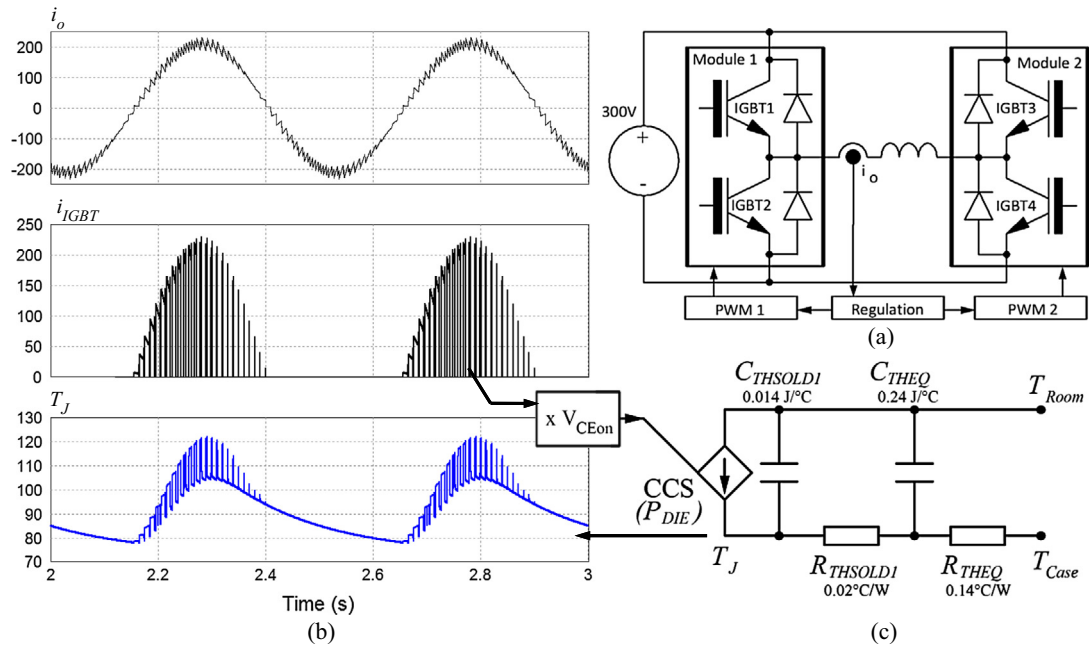 i_o
200
100
0
-100
-200
i_IGBT
250
200
150
100
50
0
T_J
130
120
110
100
90
80
70
2 2.2 2.4 2.6 2.8 3
Time (s)
(b)
Module 1
Module 2
IGBT1
IGBT3
300V
+
-
i_o
IGBT2
IGBT4
PWM 1
Regulation
PWM 2
(a)
x V_CEon
C_THSOLD1
0.014 J/°C
C_THEQ
0.24 J/°C
T_Room
CCS
(P_DIE)
T_J
R_THSOLD1
0.02°C/W
R_THEQ
0.14°C/W
T_Case
(c)